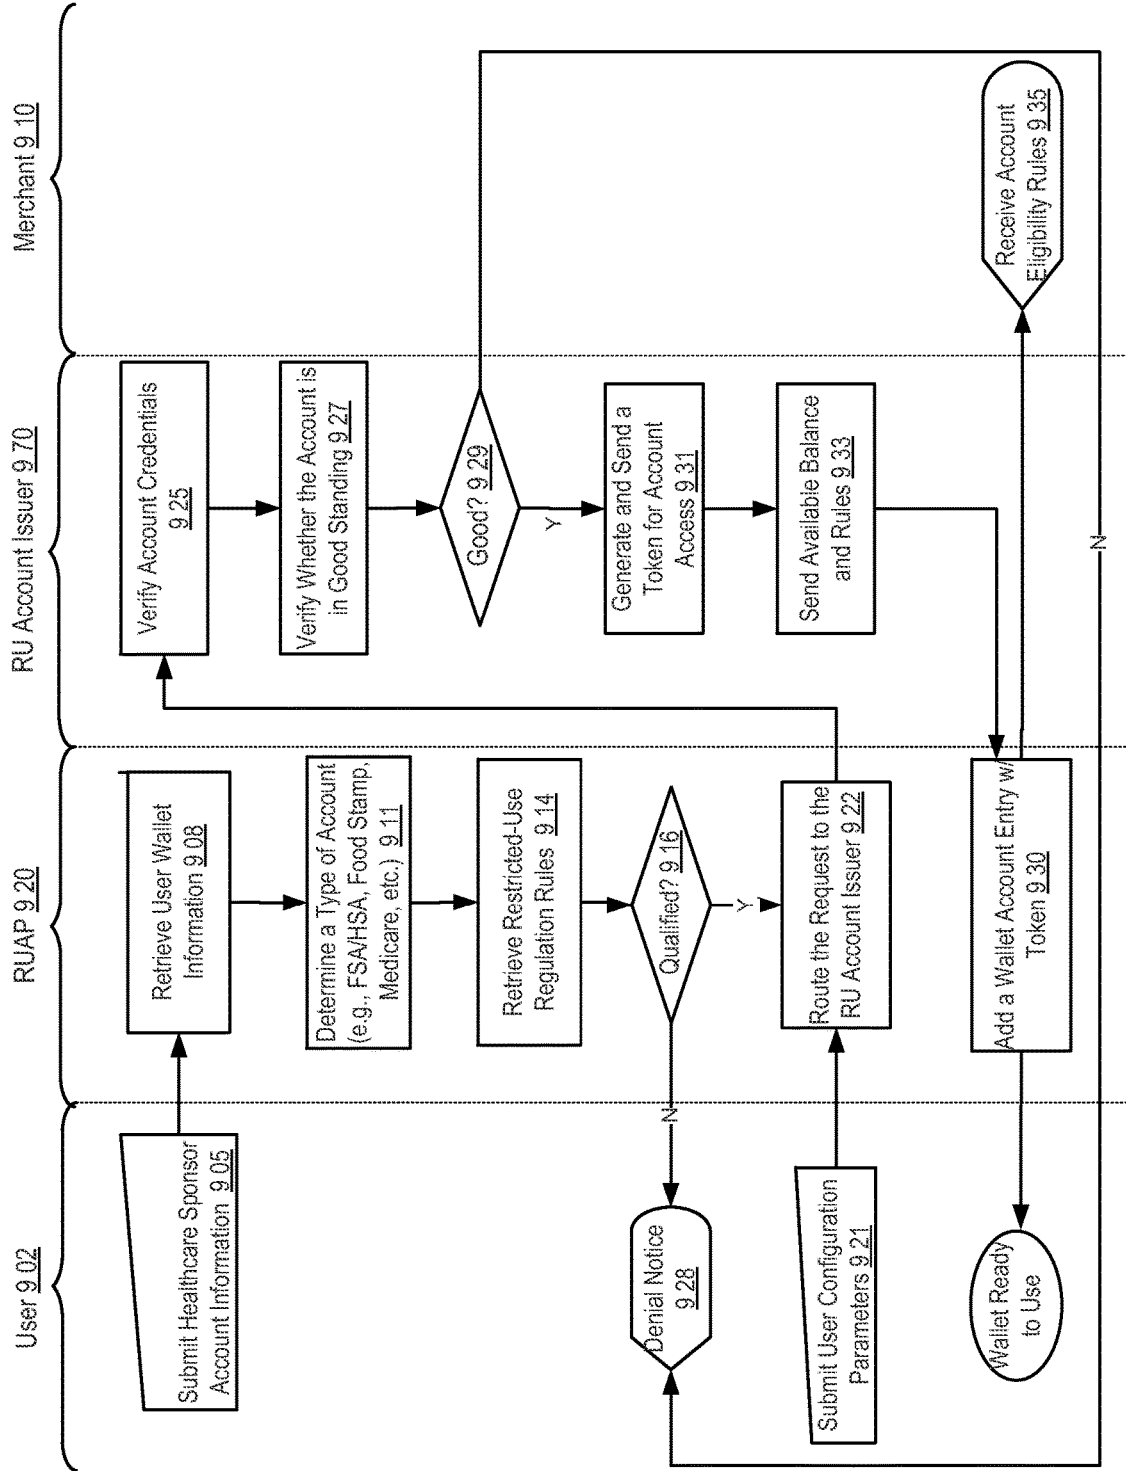 User 9 02
RUAP 9 20
RU Account Issuer 9 70
Merchant 9 10
Submit Healthcare Sponsor
Account Information 9 05
Retrieve User Wallet
Information 9 08
Determine a Type of Account
(e.g., FSA/HSA, Food Stamp,
Medicare, etc.) 9 11
Retrieve Restricted-Use
Regulation Rules 9 14
Qualified? 9 16
N
Y
Denial Notice
9 28
Submit User Configuration
Parameters 9 21
Route the Request to the
RU Account Issuer 9 22
Verify Account Credentials
9 25
Verify Whether the Account is
in Good Standing 9 27
Good? 9 29
Y
N
Generate and Send a
Token for Account
Access 9 31
Send Available Balance
and Rules 9 33
Add a Wallet Account Entry w/
Token 9 30
Wallet Ready
to Use
Receive Account
Eligibility Rules 9 35